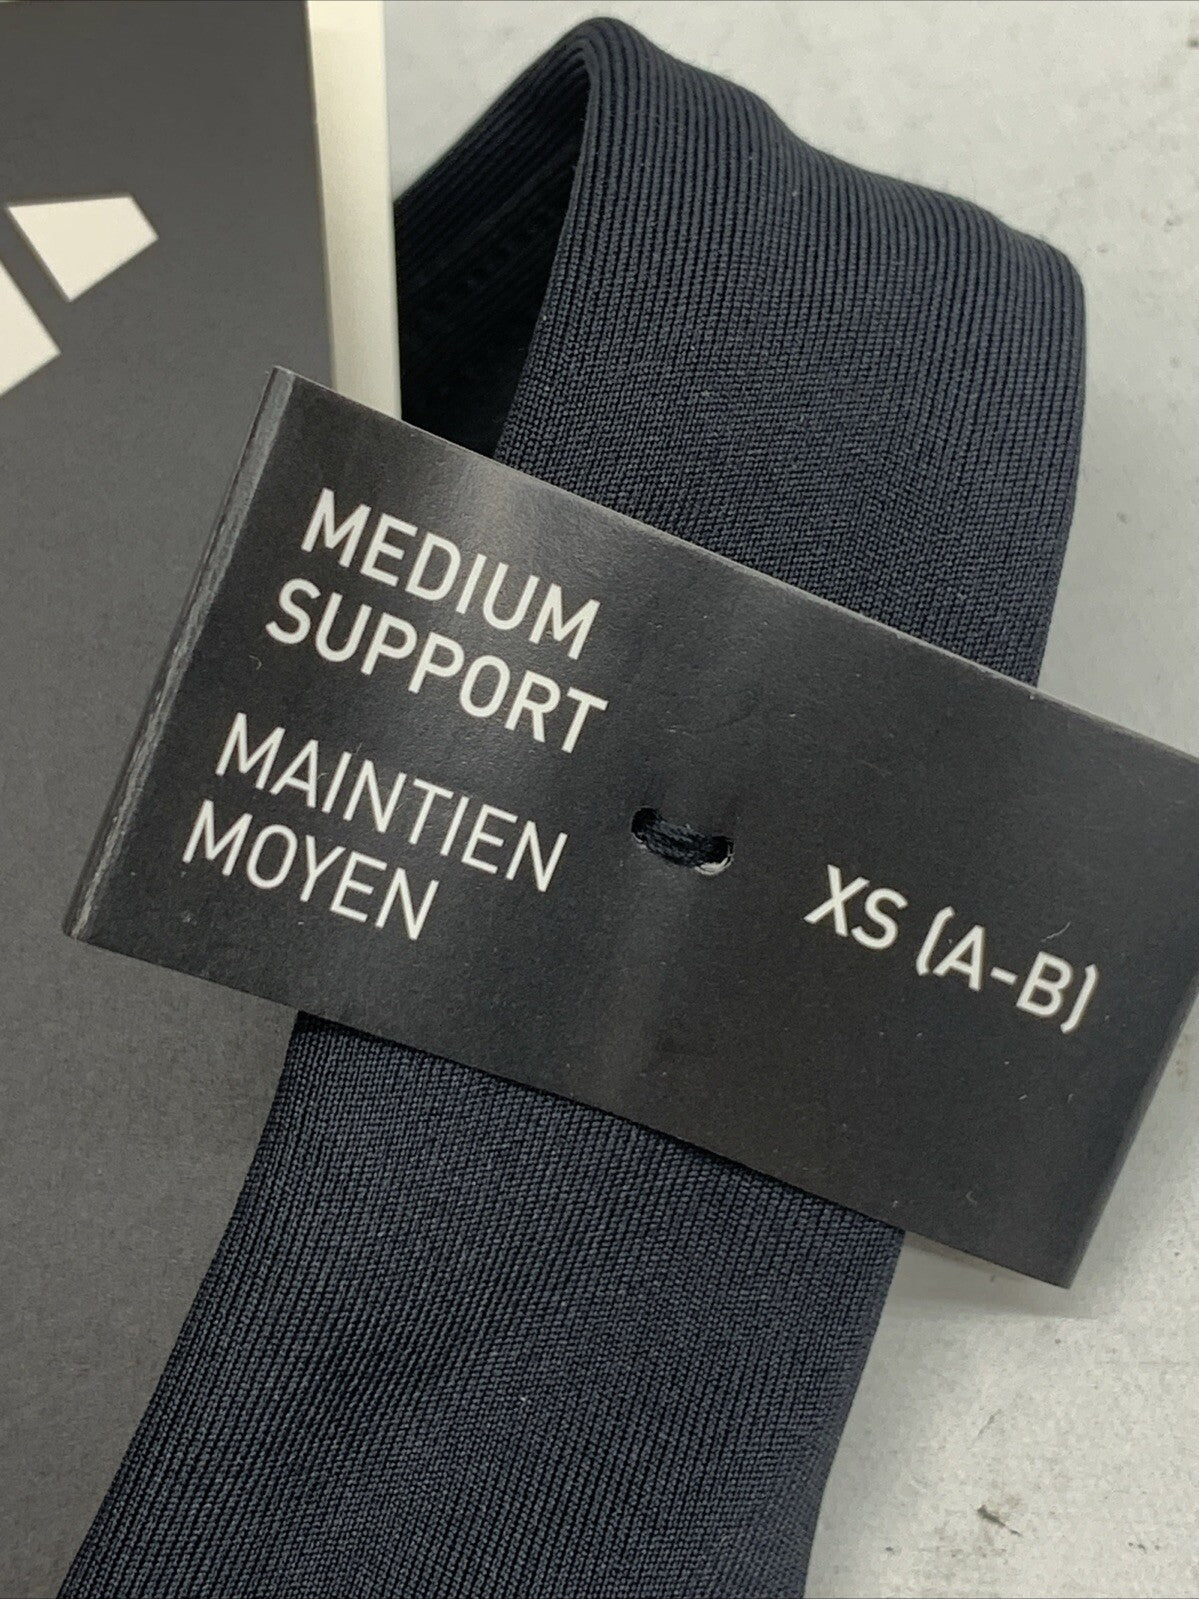 MEDIUM
SUPPORT
MAINTIEN
MOYEN
XS (A-B)